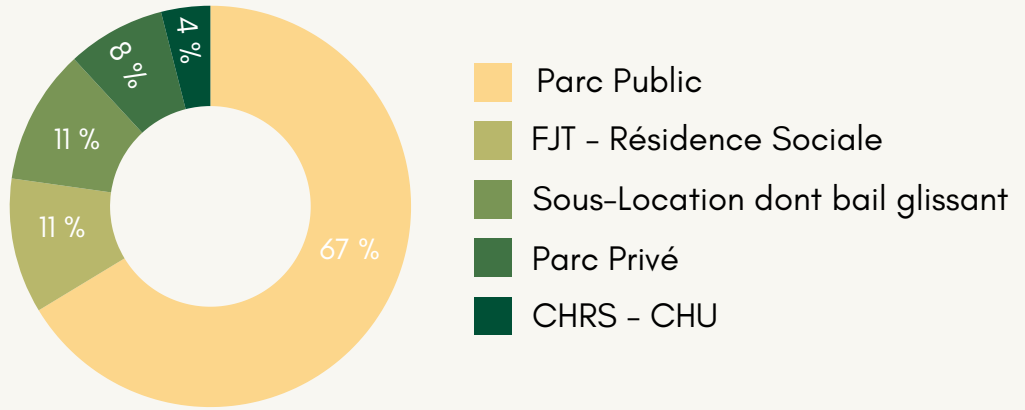 4 %
8 %
11 %
11 %
67 %
Parc Public
FJT - Résidence Sociale
Sous-Location dont bail glissant
Parc Privé
CHRS - CHU